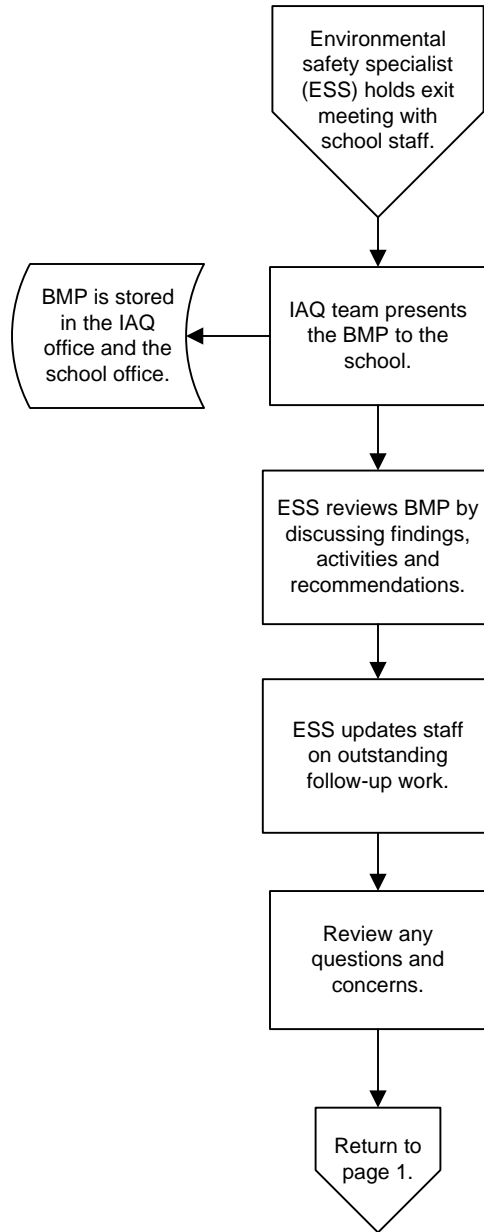 Environmental
safety specialist
(ESS) holds exit
meeting with
school staff.
BMP is stored
in the IAQ
office and the
school office.
IAQ team presents
the BMP to the
school.
ESS reviews BMP by
discussing findings,
activities and
recommendations.
ESS updates staff
on outstanding
follow-up work.
Review any
questions and
concerns.
Return to
page 1.